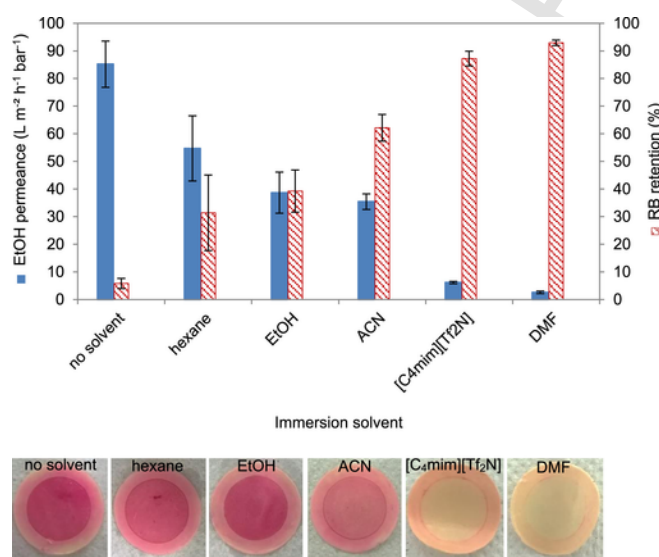 100
90
80
70
60
50
40
30
20
10
0
EtOH permeance (L m⁻² h⁻¹ bar⁻¹)
100
90
80
70
60
50
40
30
20
10
0
RB retention (%)
no solvent
hexane
EtOH
ACN
[C4mim][Tf2N]
DMF
Immersion solvent
no solvent hexane EtOH ACN [C₄mim][Tf₂N] DMF